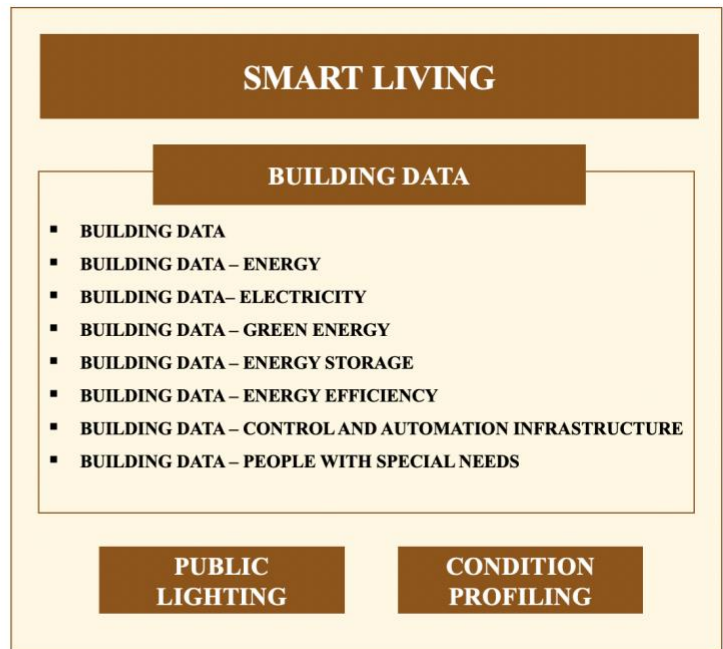 SMART LIVING
BUILDING DATA
▪ BUILDING DATA
▪ BUILDING DATA – ENERGY
▪ BUILDING DATA– ELECTRICITY
▪ BUILDING DATA – GREEN ENERGY
▪ BUILDING DATA – ENERGY STORAGE
▪ BUILDING DATA – ENERGY EFFICIENCY
▪ BUILDING DATA – CONTROL AND AUTOMATION INFRASTRUCTURE
▪ BUILDING DATA – PEOPLE WITH SPECIAL NEEDS
PUBLIC
LIGHTING
CONDITION
PROFILING